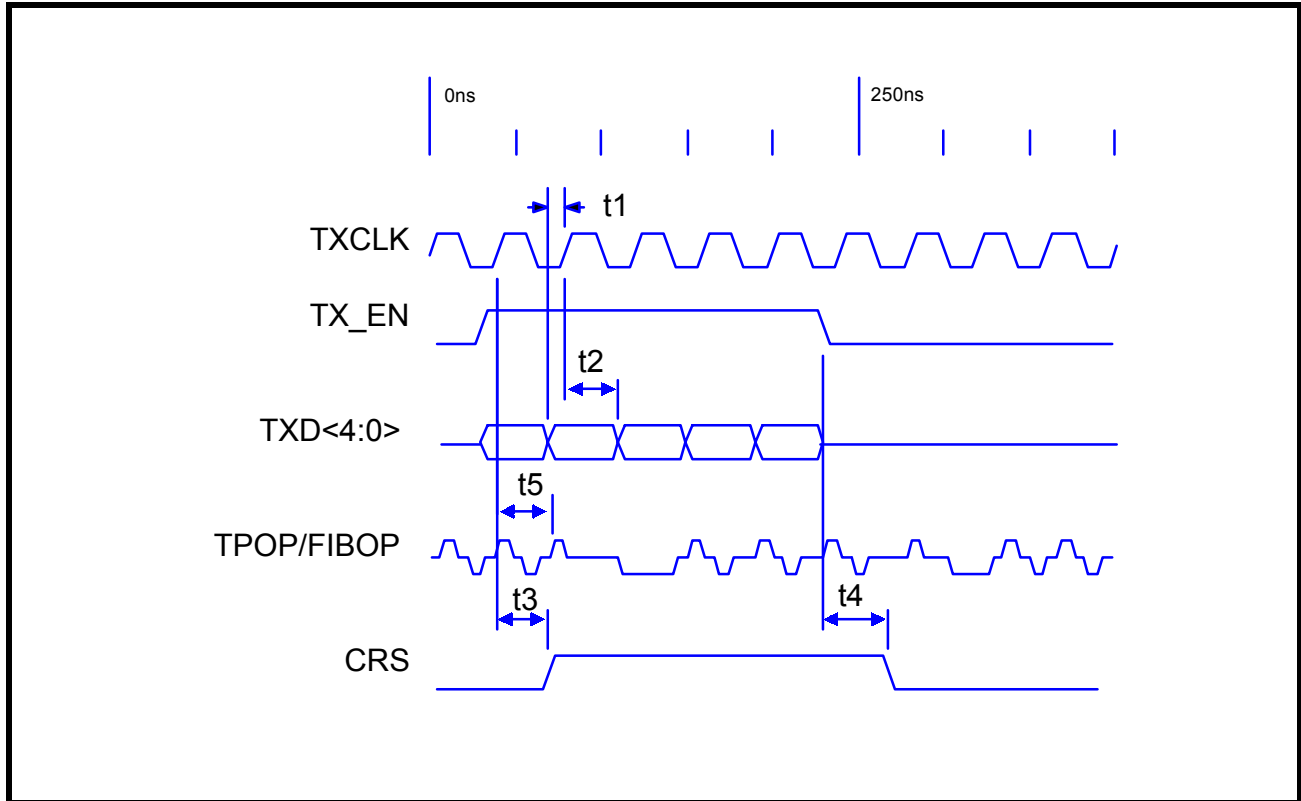 0ns
250ns
t1
TXCLK
TX_EN
t2
TXD<4:0>
t5
TPOP/FIBOP
t3
t4
CRS